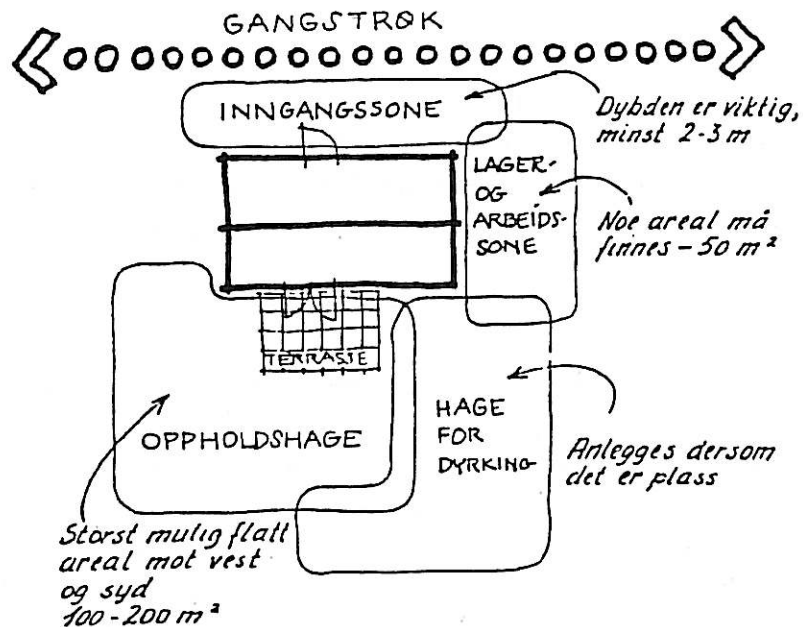 GANGSTRØK
INNGANGSSONE
Dybden er viktig,
minst 2-3 m
LAGER-
OG
ARBEIDS-
SONE
Noe areal må
finnes - 50 m²
TERRASSE
OPPHOLDSHAGE
HAGE
FOR
DYRKING
Anlegges dersom
det er plass
Størst mulig flatt
areal mot vest
og syd
100-200 m²